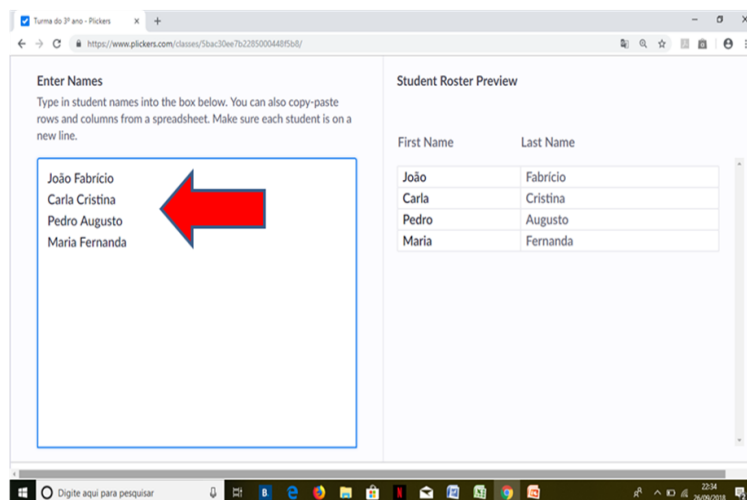 Turma do 3º ano - Plickers
https://www.plickers.com/classes/5bac30ee7b2285000448f5b8/
Enter Names
Type in student names into the box below. You can also copy-paste
rows and columns from a spreadsheet. Make sure each student is on a
new line.
João Fabrício
Carla Cristina
Pedro Augusto
Maria Fernanda
Student Roster Preview
First Name Last Name
João Fabrício
Carla Cristina
Pedro Augusto
Maria Fernanda
Digite aqui para pesquisar
22:34
26/09/2018